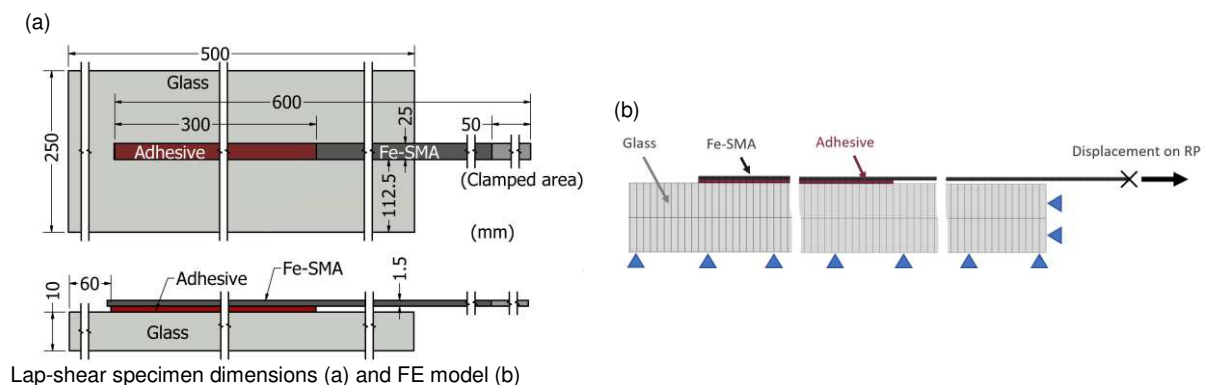 (a)
500
Glass
600
300
25
50
250
Adhesive
Fe-SMA
(Clamped area)
112.5
(mm)
Adhesive
Fe-SMA
1.5
60
10
Glass
(b)
Glass
Fe-SMA
Adhesive
Displacement on RP
Lap-shear specimen dimensions (a) and FE model (b)